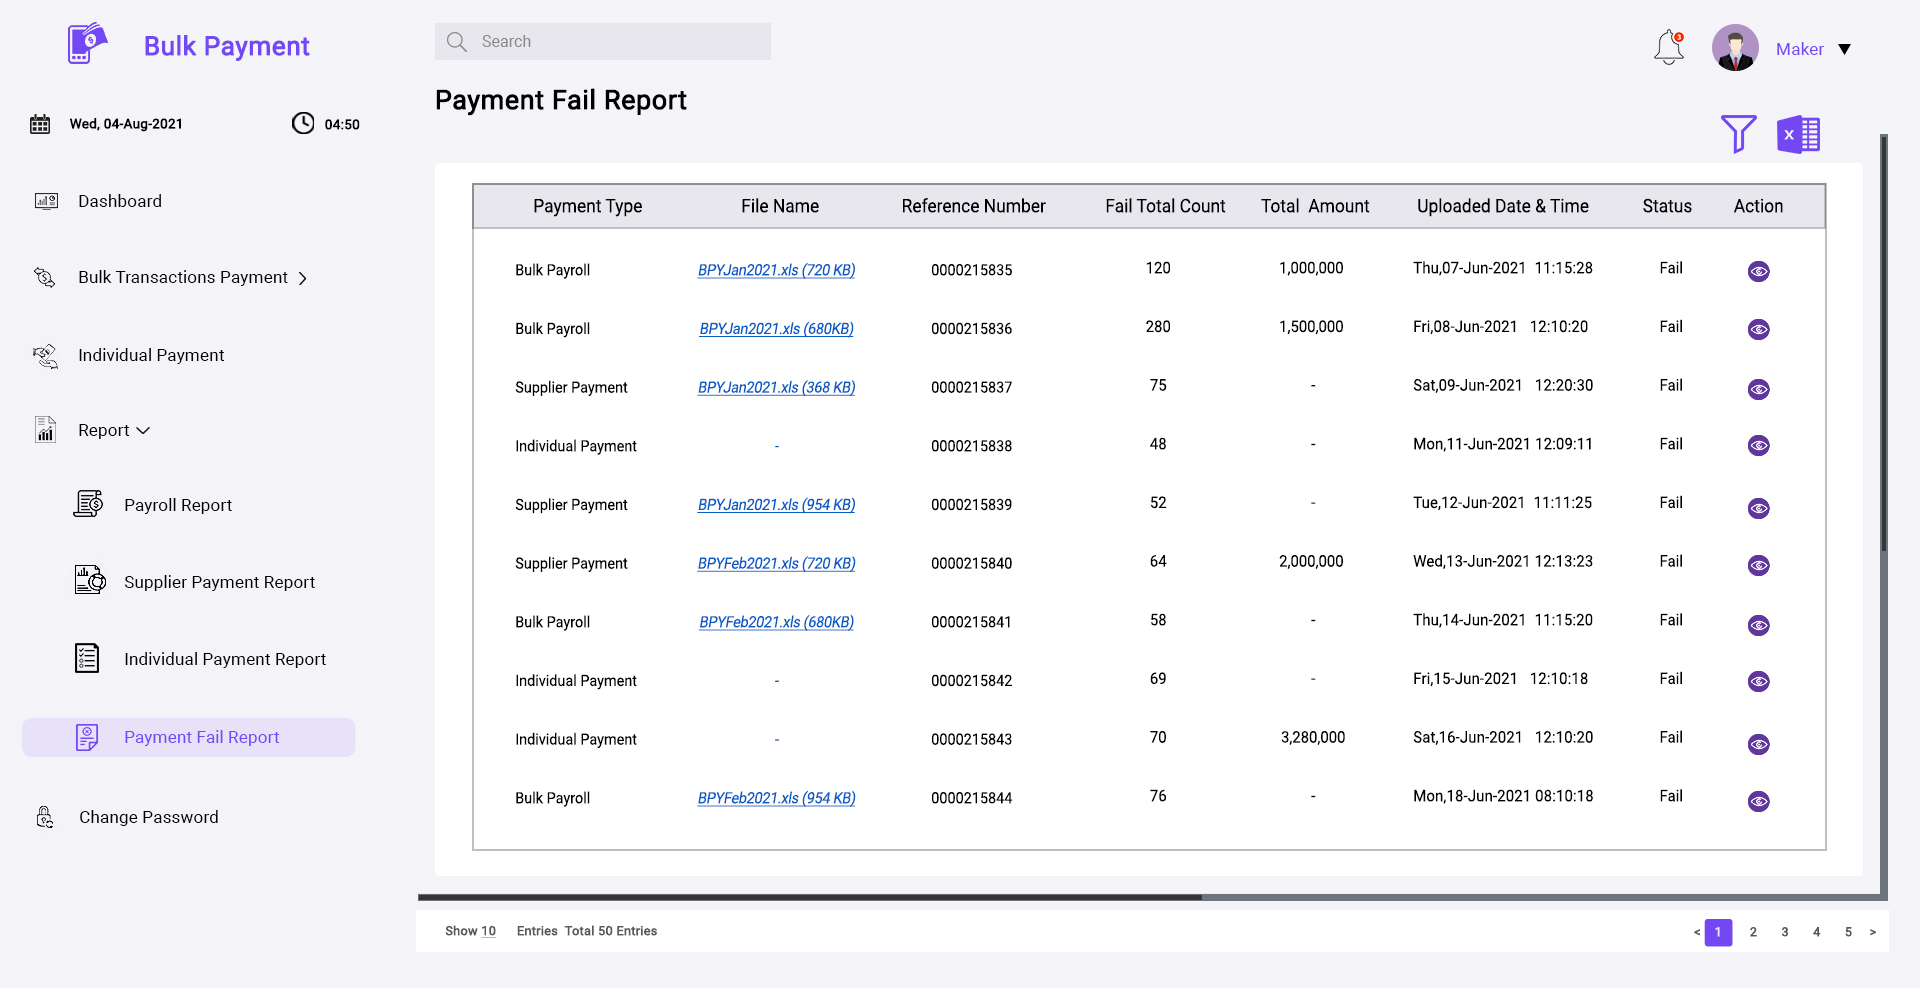 Bulk Payment
Search
3
Maker
Wed, 04-Aug-2021
04:50
Payment Fail Report
Dashboard
Bulk Transactions Payment
Individual Payment
Report
Payroll Report
Supplier Payment Report
Individual Payment Report
Payment Fail Report
Change Password
X
Payment Type File Name Reference Number Fail Total Count Total Amount Uploaded Date & Time Status Action
Bulk Payroll BPYJan2021.xls (720 KB) 0000215835 120 1,000,000 Thu,07-Jun-2021 11:15:28 Fail
Bulk Payroll BPYJan2021.xls (680KB) 0000215836 280 1,500,000 Fri,08-Jun-2021 12:10:20 Fail
Supplier Payment BPYJan2021.xls (368 KB) 0000215837 75 - Sat,09-Jun-2021 12:20:30 Fail
Individual Payment - 0000215838 48 - Mon,11-Jun-2021 12:09:11 Fail
Supplier Payment BPYJan2021.xls (954 KB) 0000215839 52 - Tue,12-Jun-2021 11:11:25 Fail
Supplier Payment BPYFeb2021.xls (720 KB) 0000215840 64 2,000,000 Wed,13-Jun-2021 12:13:23 Fail
Bulk Payroll BPYFeb2021.xls (680KB) 0000215841 58 - Thu,14-Jun-2021 11:15:20 Fail
Individual Payment - 0000215842 69 - Fri,15-Jun-2021 12:10:18 Fail
Individual Payment - 0000215843 70 3,280,000 Sat,16-Jun-2021 12:10:20 Fail
Bulk Payroll BPYFeb2021.xls (954 KB) 0000215844 76 - Mon,18-Jun-2021 08:10:18 Fail
Show 10 Entries Total 50 Entries
< 1 2 3 4 5 >